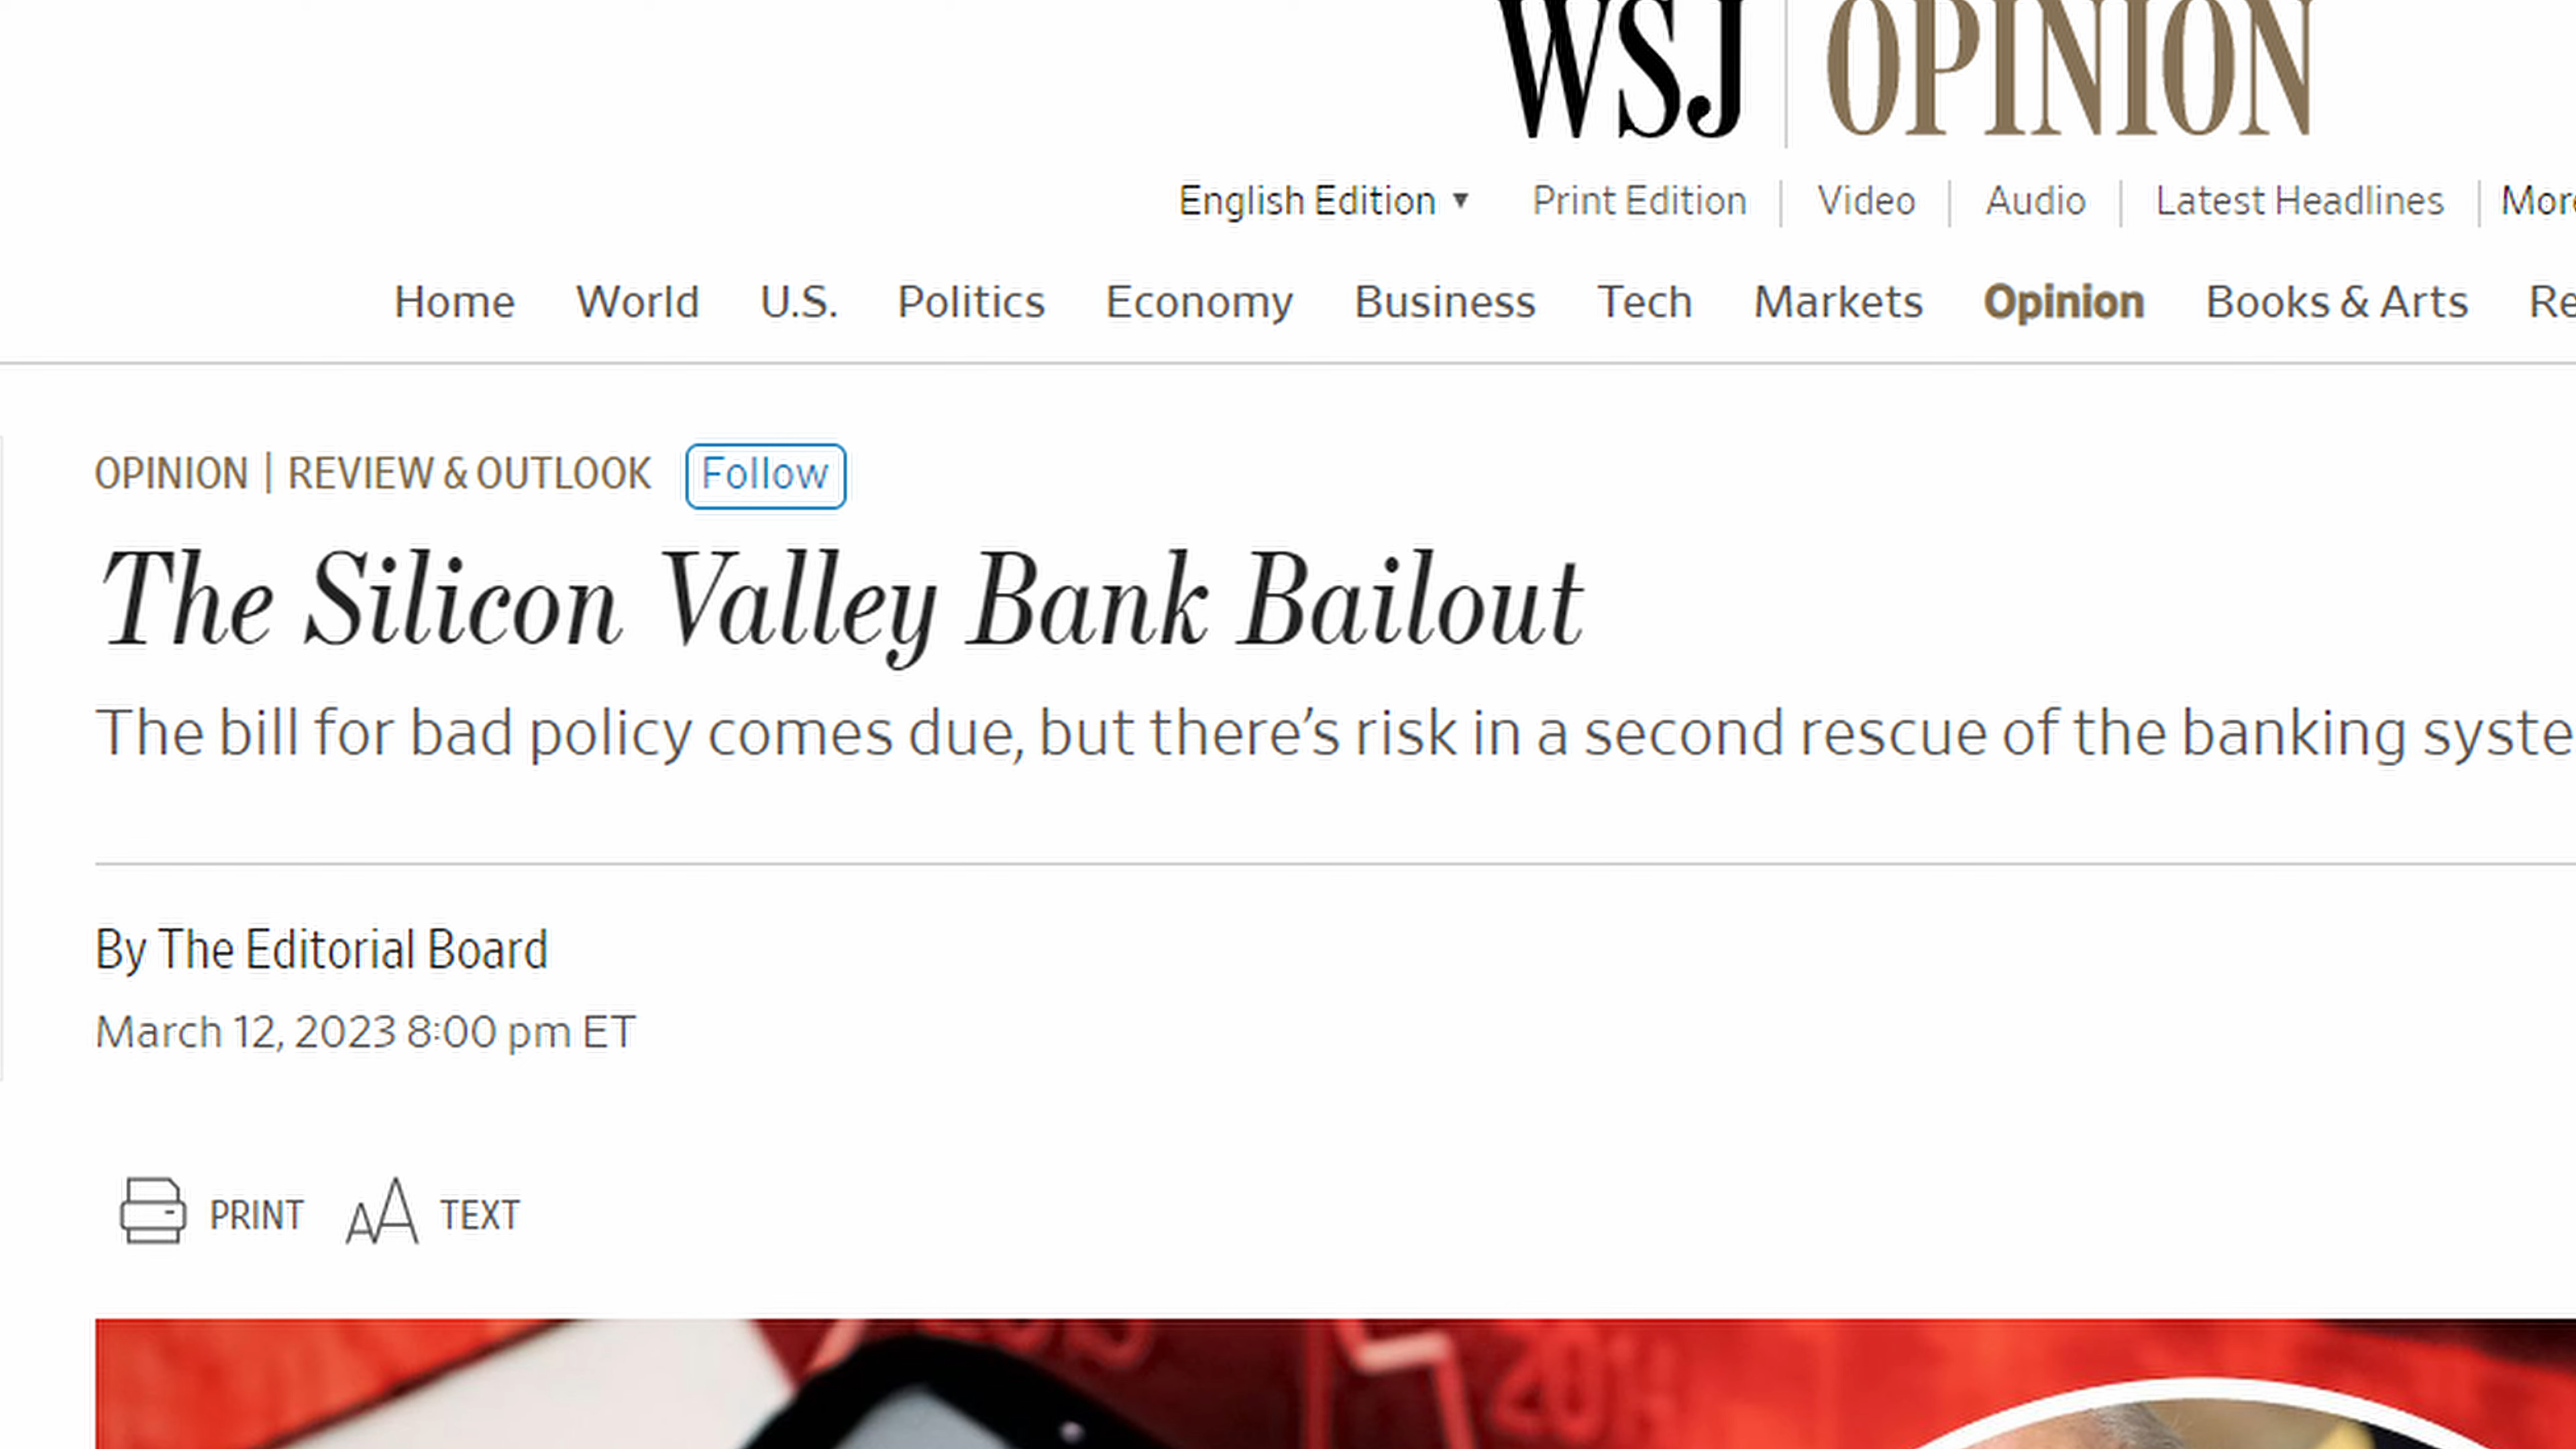 WSJ OPINION
English Edition ▼ Print Edition | Video | Audio | Latest Headlines |
Home World U.S. Politics Economy Business Tech Markets Opinion Books & Arts
OPINION | REVIEW & OUTLOOK Follow
The Silicon Valley Bank Bailout
The bill for bad policy comes due, but there’s risk in a second rescue of the banking
By The Editorial Board
March 12, 2023 8:00 pm ET
PRINT AA TEXT